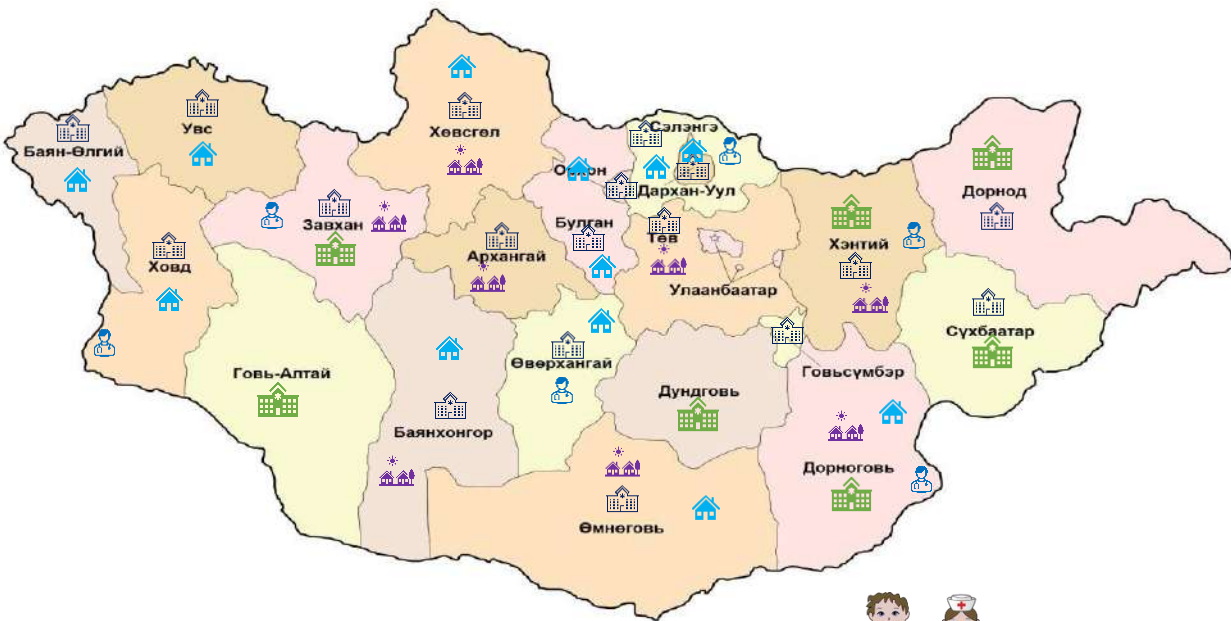 Сэлэнгэ
Увс
Хөвсгөл
Баян-Өлгий
Орхон
Дархан-Уул
Дорнод
Завхан
Булган
Төв
Хэнтий
Ховд
Архангай
Улаанбаатар
Сүхбаатар
Говь-Алтай
Өвөрхангай
Говьсүмбэр
Дундговь
Баянхонгор
Дорноговь
Өмнөговь